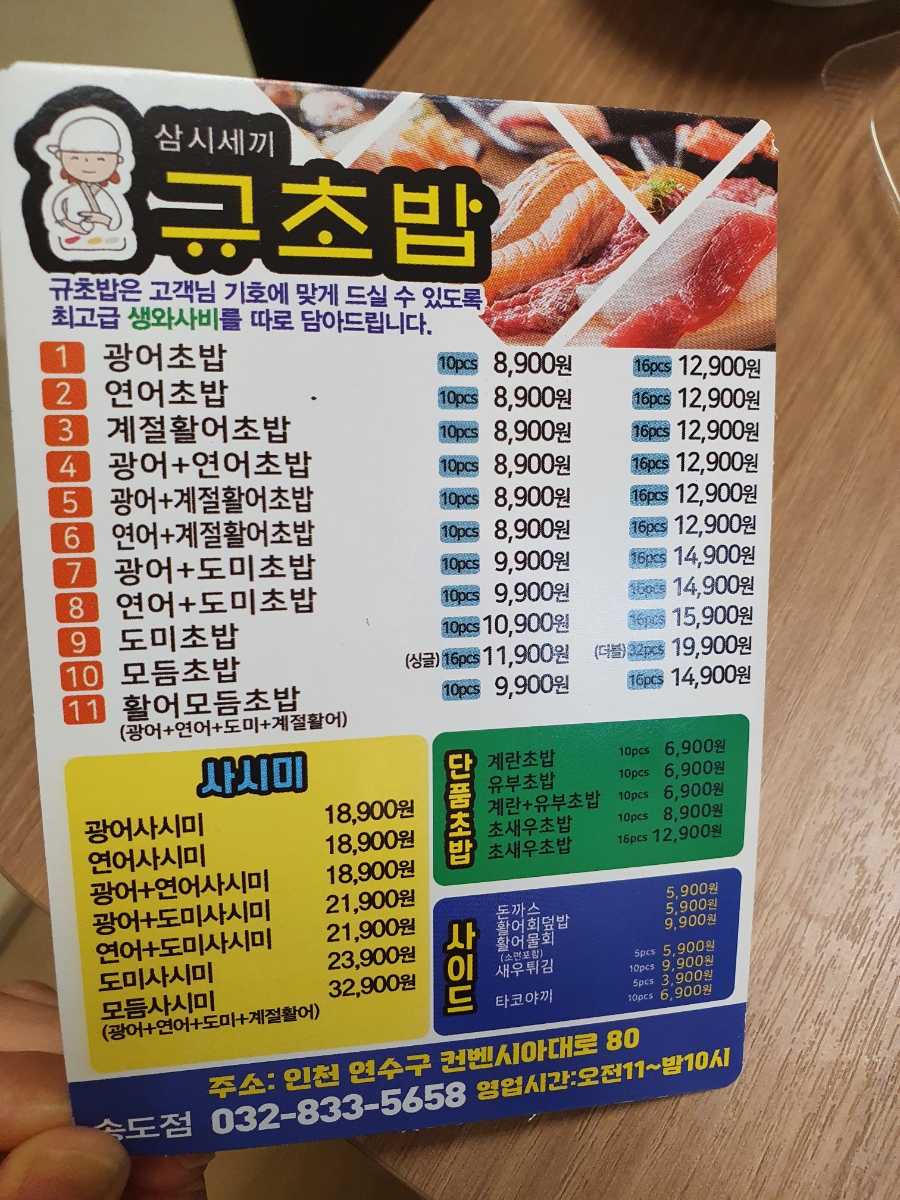 삼시세끼
규초밥
규초밥은 고객님 기호에 맞게 드실 수 있도록
최고급 생와사비를 따로 담아드립니다.
1 광어초밥 10pcs 8,900원 16pcs 12,900원
2 연어초밥 10pcs 8,900원 16pcs 12,900원
3 계절활어초밥 10pcs 8,900원 16pcs 12,900원
4 광어+연어초밥 10pcs 8,900원 16pcs 12,900원
5 광어+계절활어초밥 10pcs 8,900원 16pcs 12,900원
6 연어+계절활어초밥 10pcs 8,900원 16pcs 12,900원
7 광어+도미초밥 10pcs 9,900원 16pcs 14,900원
8 연어+도미초밥 10pcs 9,900원 16pcs 14,900원
9 도미초밥 10pcs 10,900원 16pcs 15,900원
10 모듬초밥 (싱글) 16pcs 11,900원 (더블) 32pcs 19,900원
11 활어모듬초밥 10pcs 9,900원 16pcs 14,900원
(광어+연어+도미+계절활어)
사시미
광어사시미 18,900원
연어사시미 18,900원
광어+연어사시미 18,900원
광어+도미사시미 21,900원
연어+도미사시미 21,900원
도미사시미 23,900원
모듬사시미 32,900원
(광어+연어+도미+계절활어)
단품초밥
계란초밥 10pcs 6,900원
유부초밥 10pcs 6,900원
계란+유부초밥 10pcs 6,900원
초새우초밥 10pcs 8,900원
초새우초밥 16pcs 12,900원
사이드
돈까스 5,900원
활어회덮밥 5,900원
활어물회 9,900원
(소면포함)
새우튀김 5pcs 5,900원
10pcs 9,900원
타코야끼 5pcs 3,900원
10pcs 6,900원
주소: 인천 연수구 컨벤시아대로 80
송도점 032-833-5658 영업시간:오전11~밤10시